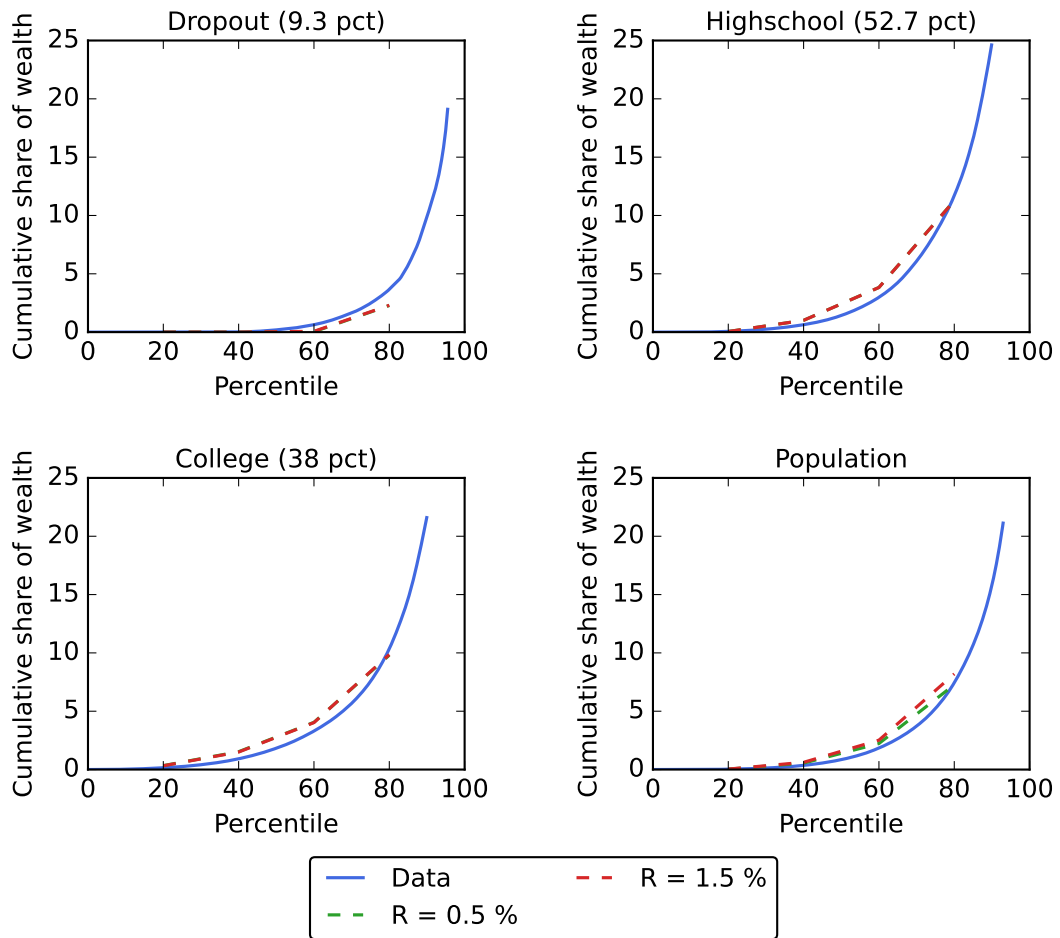 Dropout (9.3 pct)
Cumulative share of wealth
25
20
15
10
5
0
0 20 40 60 80 100
Percentile
Highschool (52.7 pct)
Cumulative share of wealth
25
20
15
10
5
0
0 20 40 60 80 100
Percentile
College (38 pct)
Cumulative share of wealth
25
20
15
10
5
0
0 20 40 60 80 100
Percentile
Population
Cumulative share of wealth
25
20
15
10
5
0
0 20 40 60 80 100
Percentile
Data
R = 0.5 %
R = 1.5 %